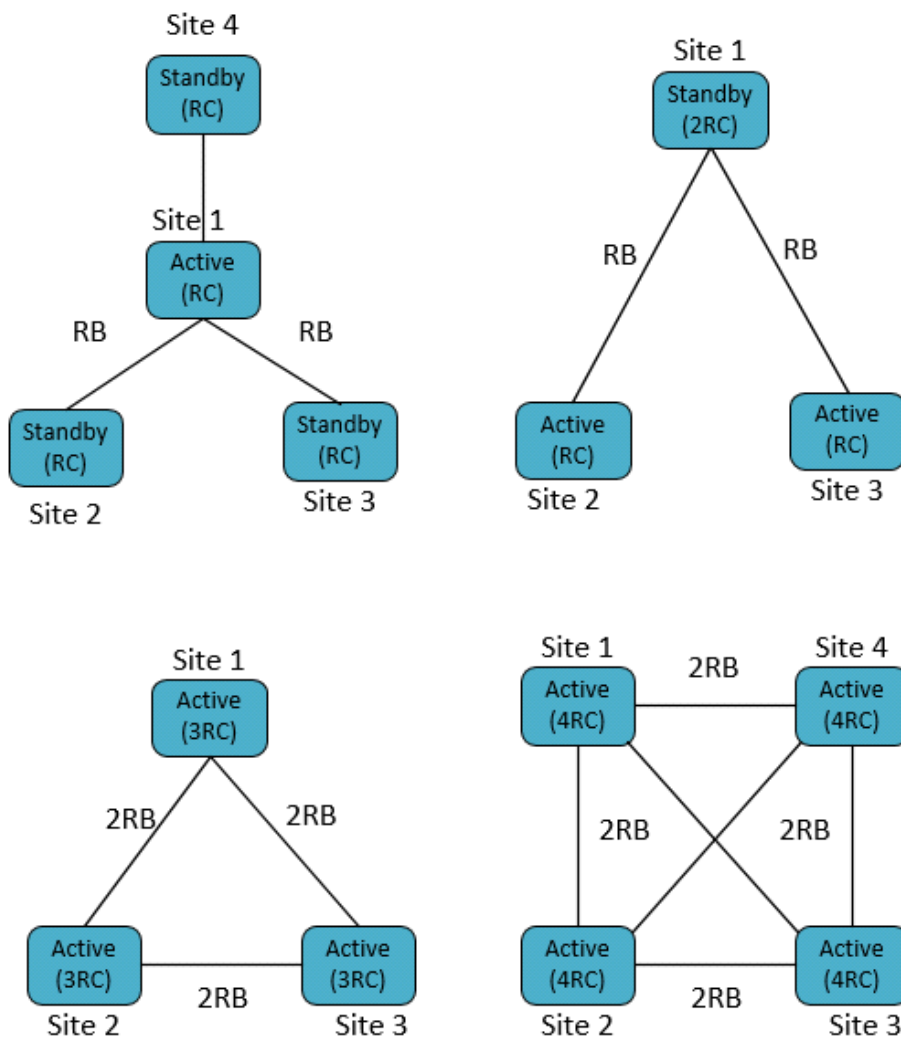 Site 4
Standby
(RC)
Site 1
Active
(RC)
RB
RB
Standby
(RC)
Site 2
Standby
(RC)
Site 3
Site 1
Standby
(2RC)
RB
RB
Active
(RC)
Site 2
Active
(RC)
Site 3
Site 1
Active
(3RC)
2RB
2RB
Active
(3RC)
Site 2
2RB
Active
(3RC)
Site 3
Site 1
Active
(4RC)
2RB
Site 4
Active
(4RC)
2RB
2RB
Active
(4RC)
Site 2
2RB
Active
(4RC)
Site 3